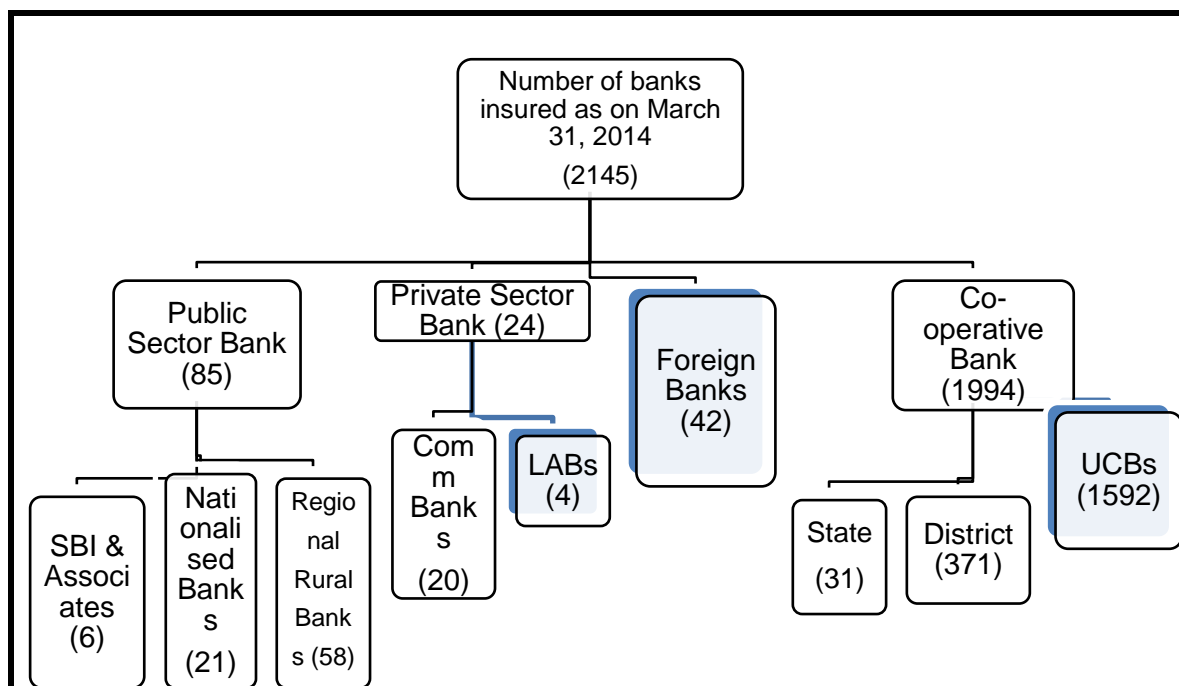 Number of banks
insured as on March
31, 2014
(2145)
Public
Sector Bank
(85)
Private Sector
Bank (24)
Foreign
Banks
(42)
Co-
operative
Bank
(1994)
SBI &
Associ
ates
(6)
Nati
onali
sed
Bank
s
(21)
Regio
nal
Rural
Bank
s (58)
Com
m
Bank
s
(20)
LABs
(4)
State
(31)
District
(371)
UCBs
(1592)